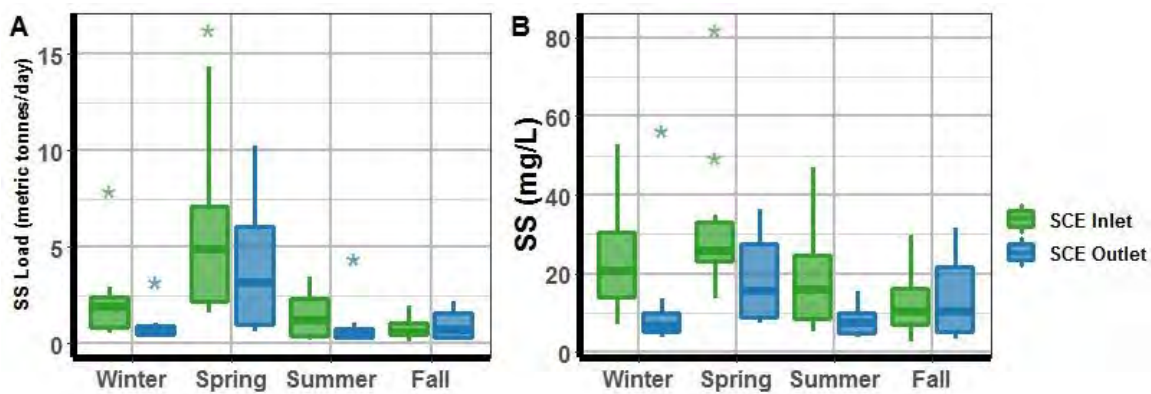 A
SS Load (metric tonnes/day)
15
10
5
0
Winter Spring Summer Fall
B
SS (mg/L)
80
60
40
20
0
Winter Spring Summer Fall
SCE Inlet
SCE Outlet